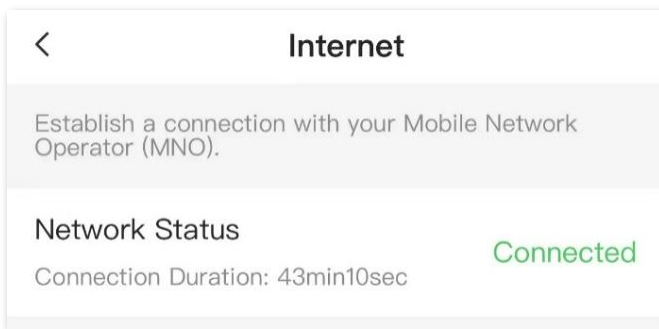 Internet
Establish a connection with your Mobile Network
Operator (MNO).
Network Status
Connected
Connection Duration: 43min10sec